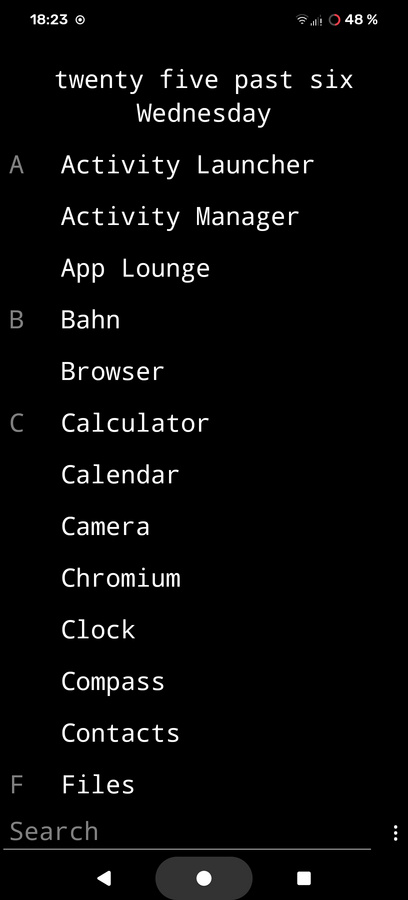 18:23 48 %
twenty five past six
Wednesday
A Activity Launcher
Activity Manager
App Lounge
B Bahn
Browser
C Calculator
Calendar
Camera
Chromium
Clock
Compass
Contacts
F Files
Search